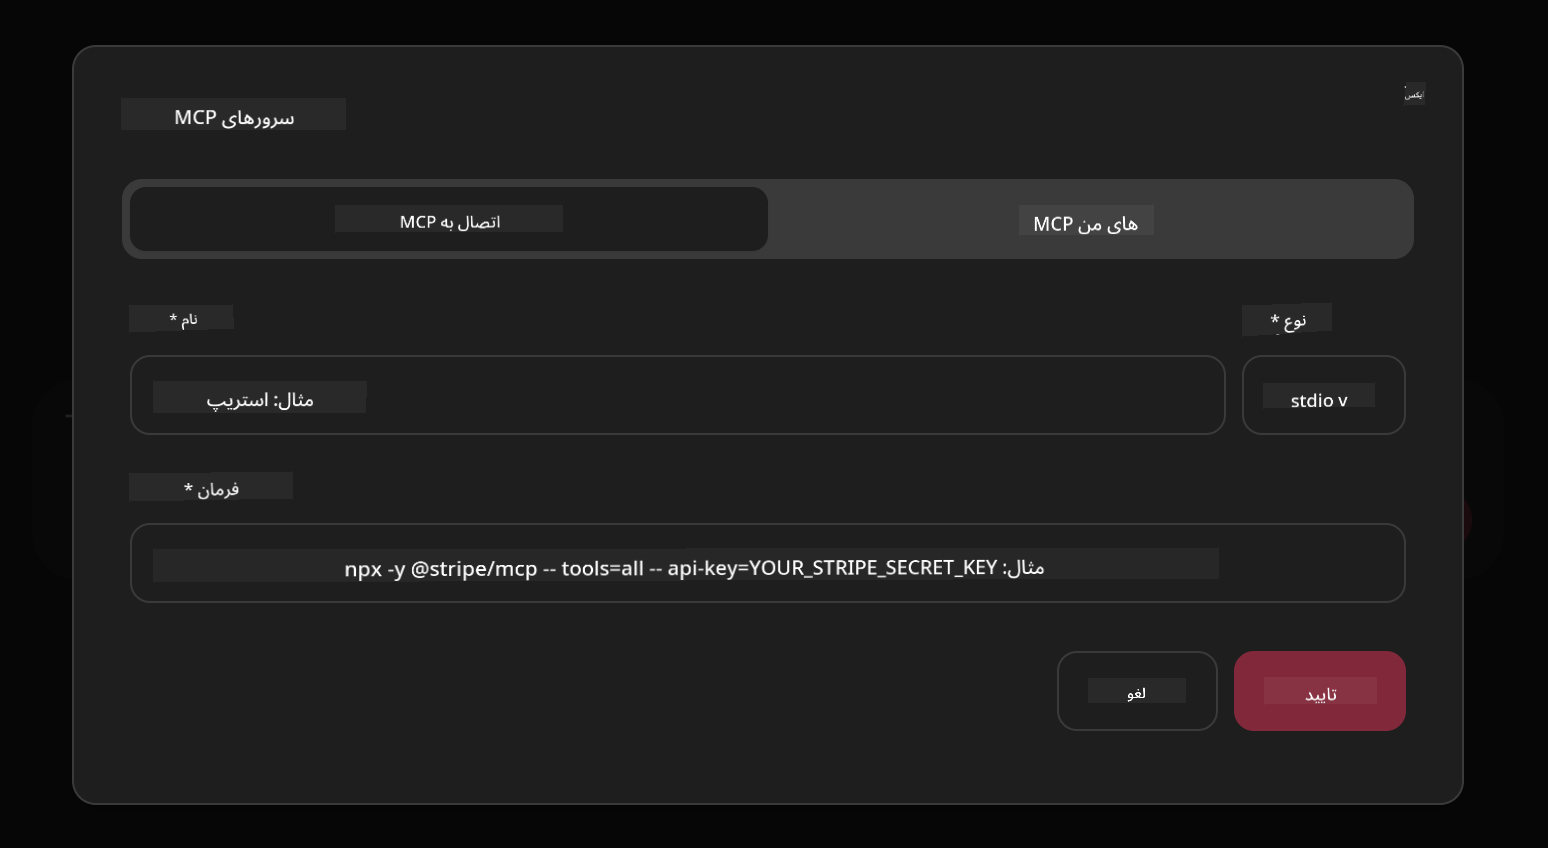 ایکس
سرورهای MCP
اتصال به MCP
MCP های من
نام *
نوع *
مثال: استریپ
stdio v
فرمان *
مثال: npx -y @stripe/mcp -- tools=all -- api-key=YOUR_STRIPE_SECRET_KEY
لغو
تایید